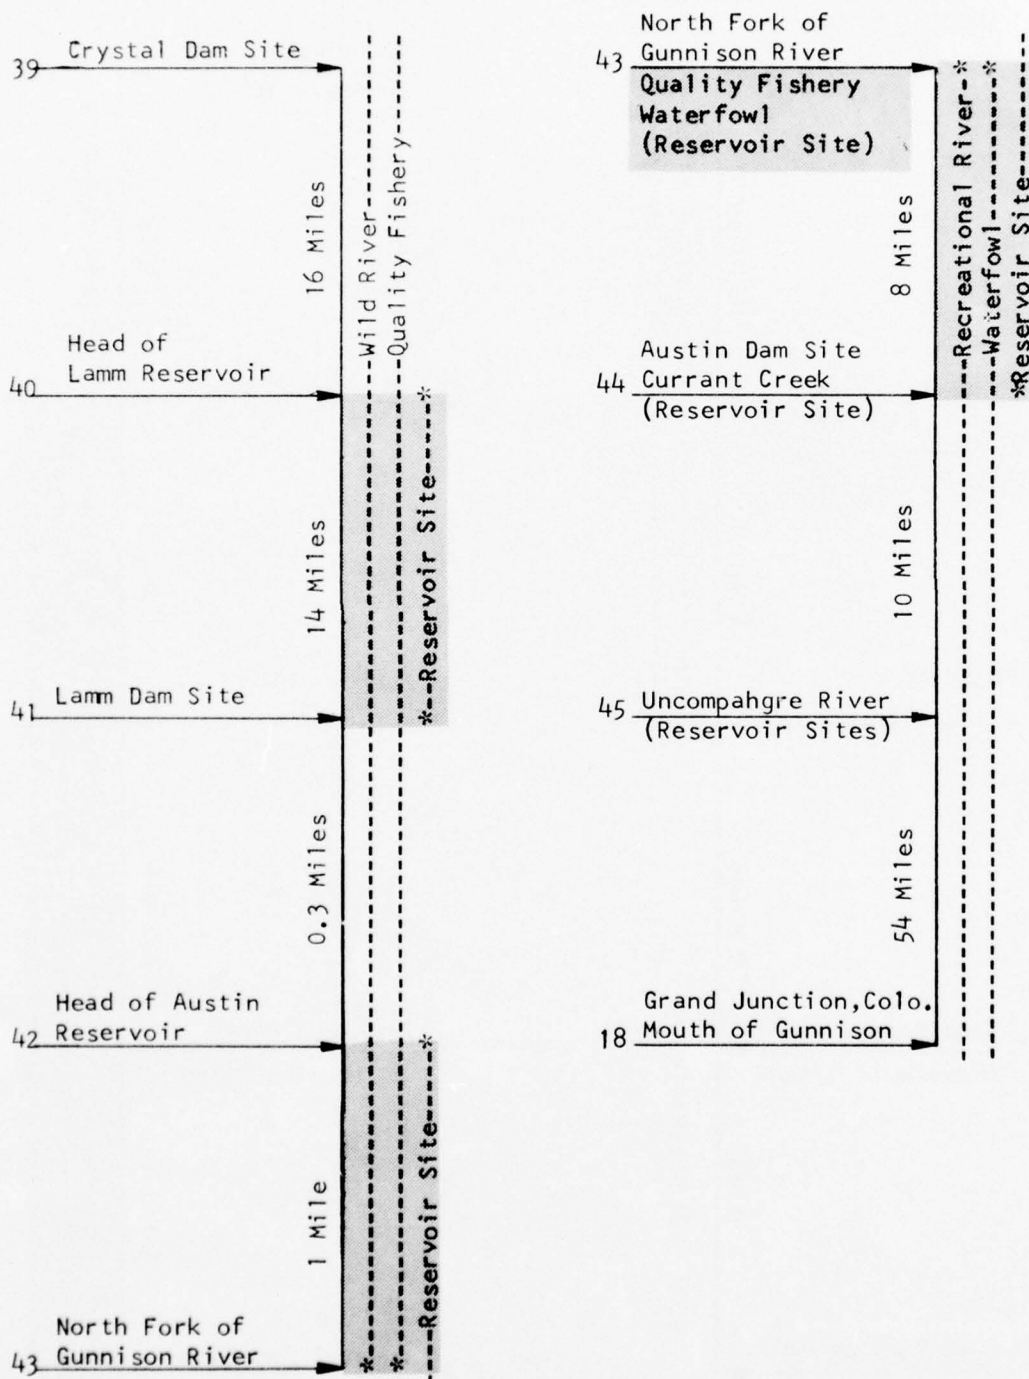 39 Crystal Dam Site
16 Miles
40 Head of
Lamm Reservoir
14 Miles
41 Lamm Dam Site
0.3 Miles
42 Head of Austin
Reservoir
1 Mile
43 North Fork of
Gunnison River
Wild River
Quality Fishery
*--Reservoir Site-----*
----Reservoir Site-----*
43 North Fork of
Gunnison River
Quality Fishery
Waterfowl
(Reservoir Site)
8 Miles
44 Austin Dam Site
Currant Creek
(Reservoir Site)
10 Miles
45 Uncompahgre River
(Reservoir Sites)
54 Miles
18 Grand Junction,Colo.
Mouth of Gunnison
Recreational River
Waterfowl
*Reservoir Site